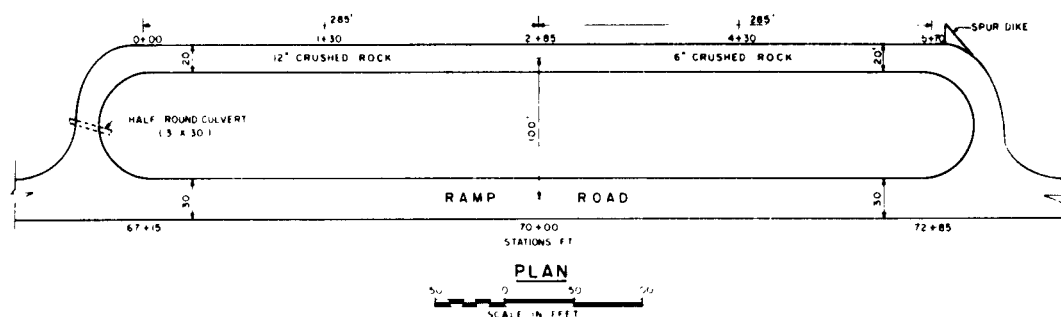 285' 285'
0+00 1+30 2+85 4+30 5+70
SPUR DIKE
20' 12" CRUSHED ROCK 6" CRUSHED ROCK 20'
HALF ROUND CULVERT
(3 X 30)
100'
30 RAMP ROAD 30
67+15 70+00 72+85
STATIONS FT
PLAN
50 0 50
SCALE IN FEET